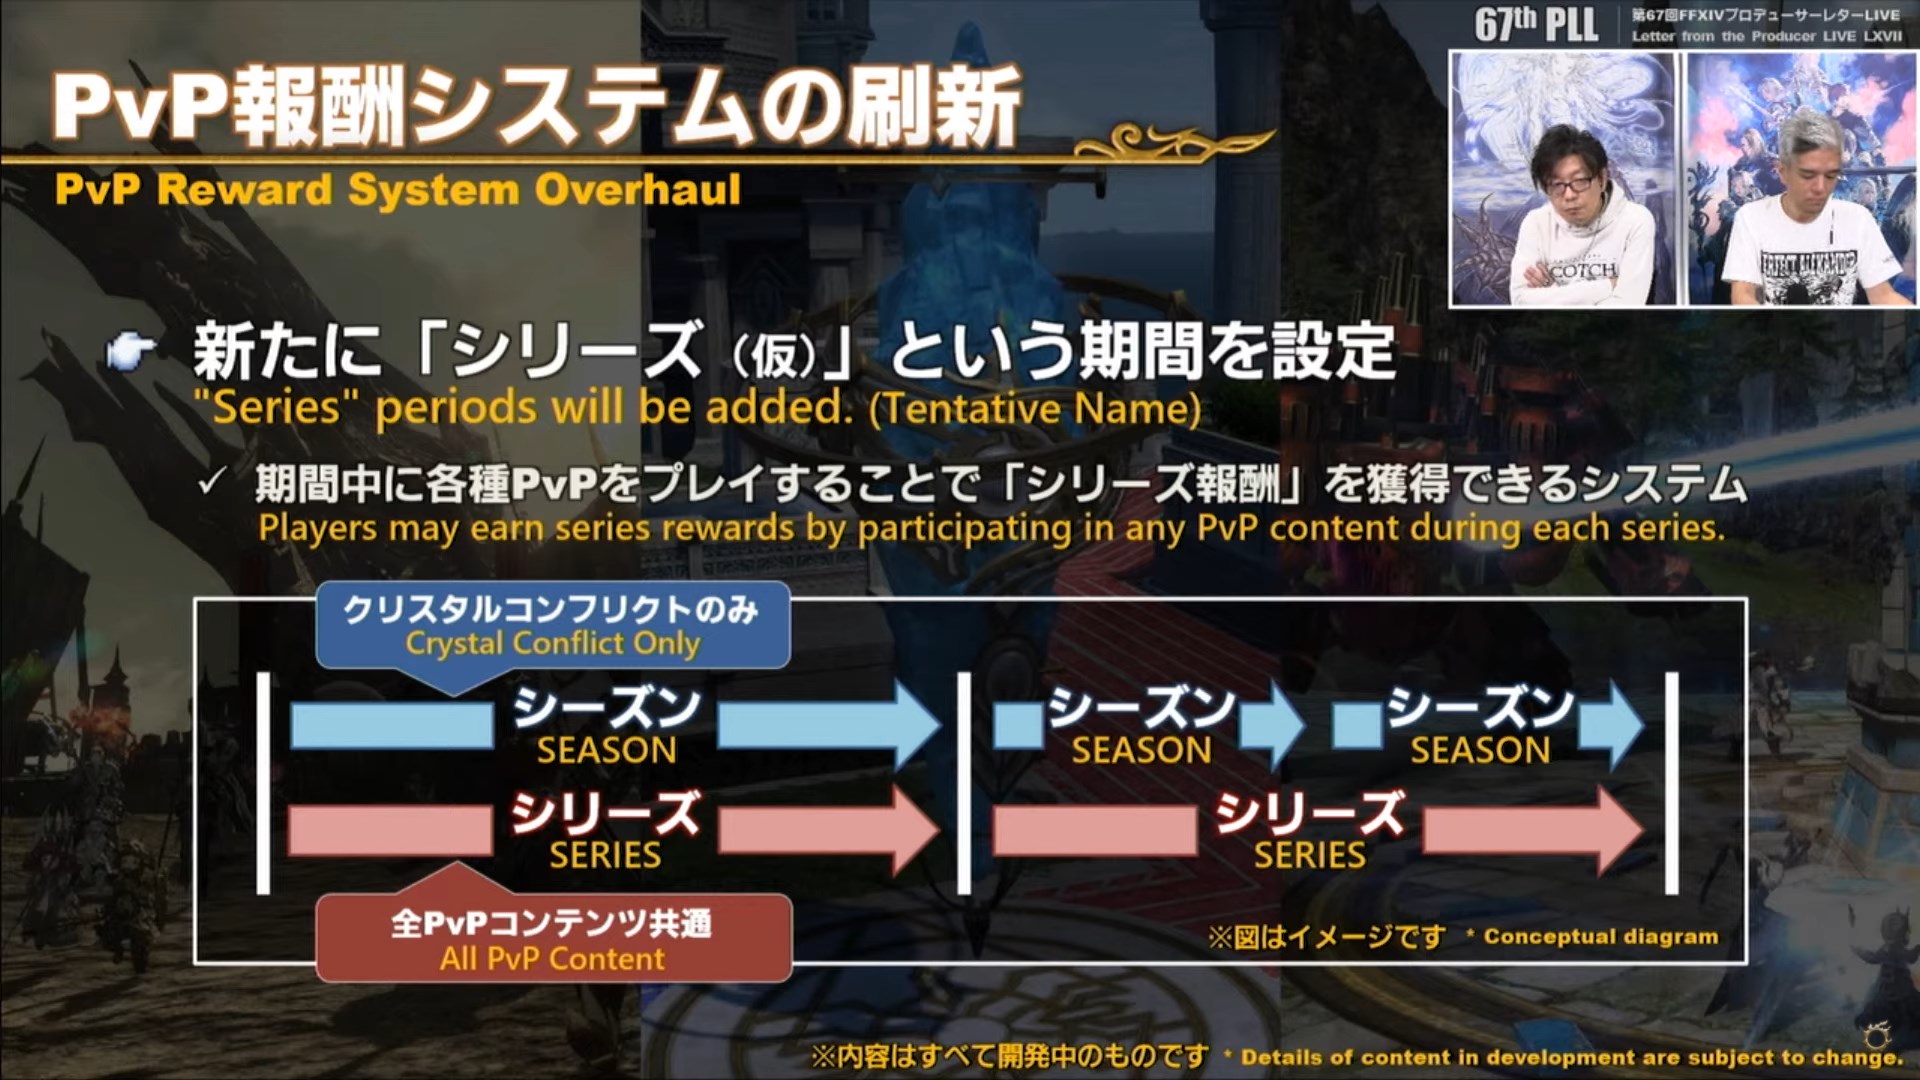 67th PLL
第67回FFXIVプロデューサーレターLIVE
Letter from the Producer LIVE LXVII
PvP報酬システムの刷新
PvP Reward System Overhaul
COTCH
新たに「シリーズ（仮）」という期間を設定
"Series" periods will be added. (Tentative Name)
✓ 期間中に各種PvPをプレイすることで「シリーズ報酬」を獲得できるシステム
Players may earn series rewards by participating in any PvP content during each series.
クリスタルコンフリクトのみ
Crystal Conflict Only
シーズン
SEASON
シーズン
SEASON
シーズン
SEASON
シリーズ
SERIES
シリーズ
SERIES
全PvPコンテンツ共通
All PvP Content
※図はイメージです * Conceptual diagram
※内容はすべて開発中のものです * Details of content in development are subject to change.